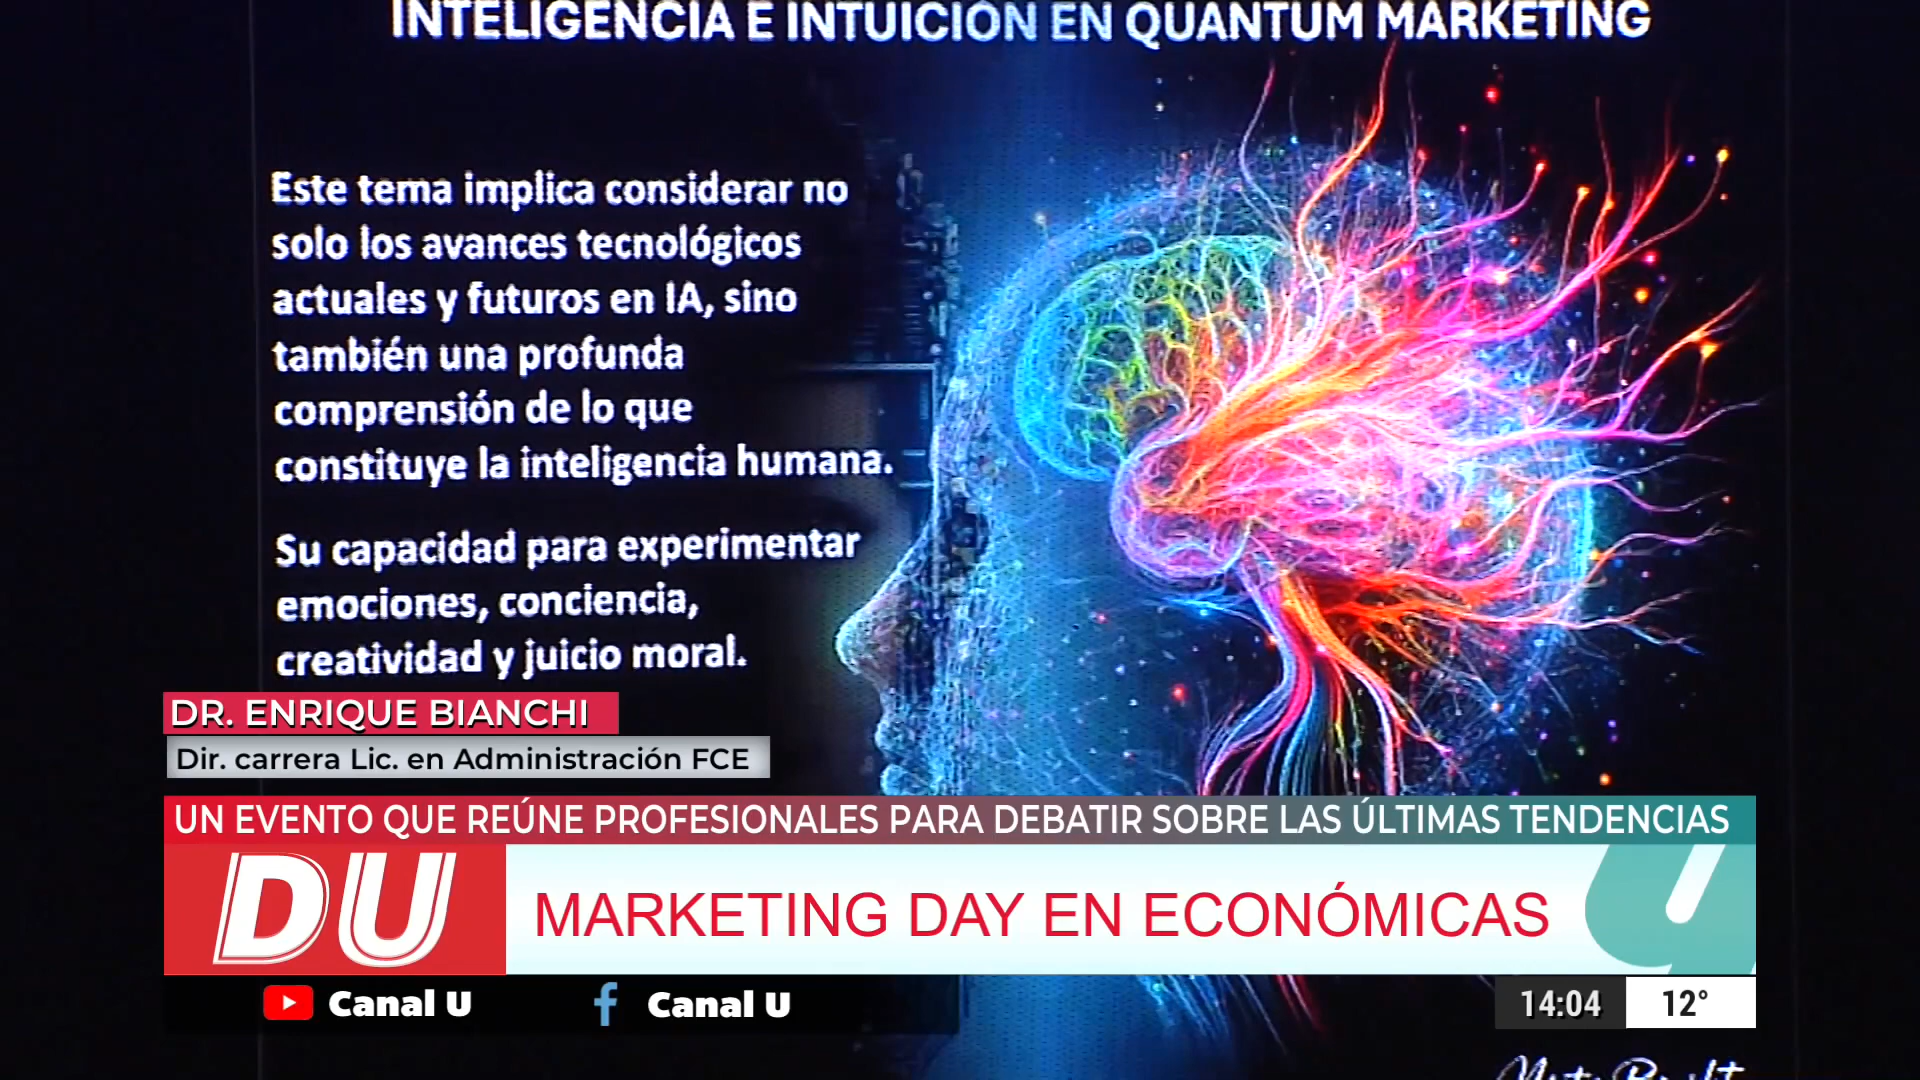 INTELIGENCIA E INTUICIÓN EN QUANTUM MARKETING
Este tema implica considerar no
solo los avances tecnológicos
actuales y futuros en IA, sino
también una profunda
comprensión de lo que
constituye la inteligencia humana.
Su capacidad para experimentar
emociones, conciencia,
creatividad y juicio moral.
DR. ENRIQUE BIANCHI
Dir. carrera Lic. en Administración FCE
UN EVENTO QUE REÚNE PROFESIONALES PARA DEBATIR SOBRE LAS ÚLTIMAS TENDENCIAS
DU
MARKETING DAY EN ECONÓMICAS
Canal U
Canal U
14:04
12°